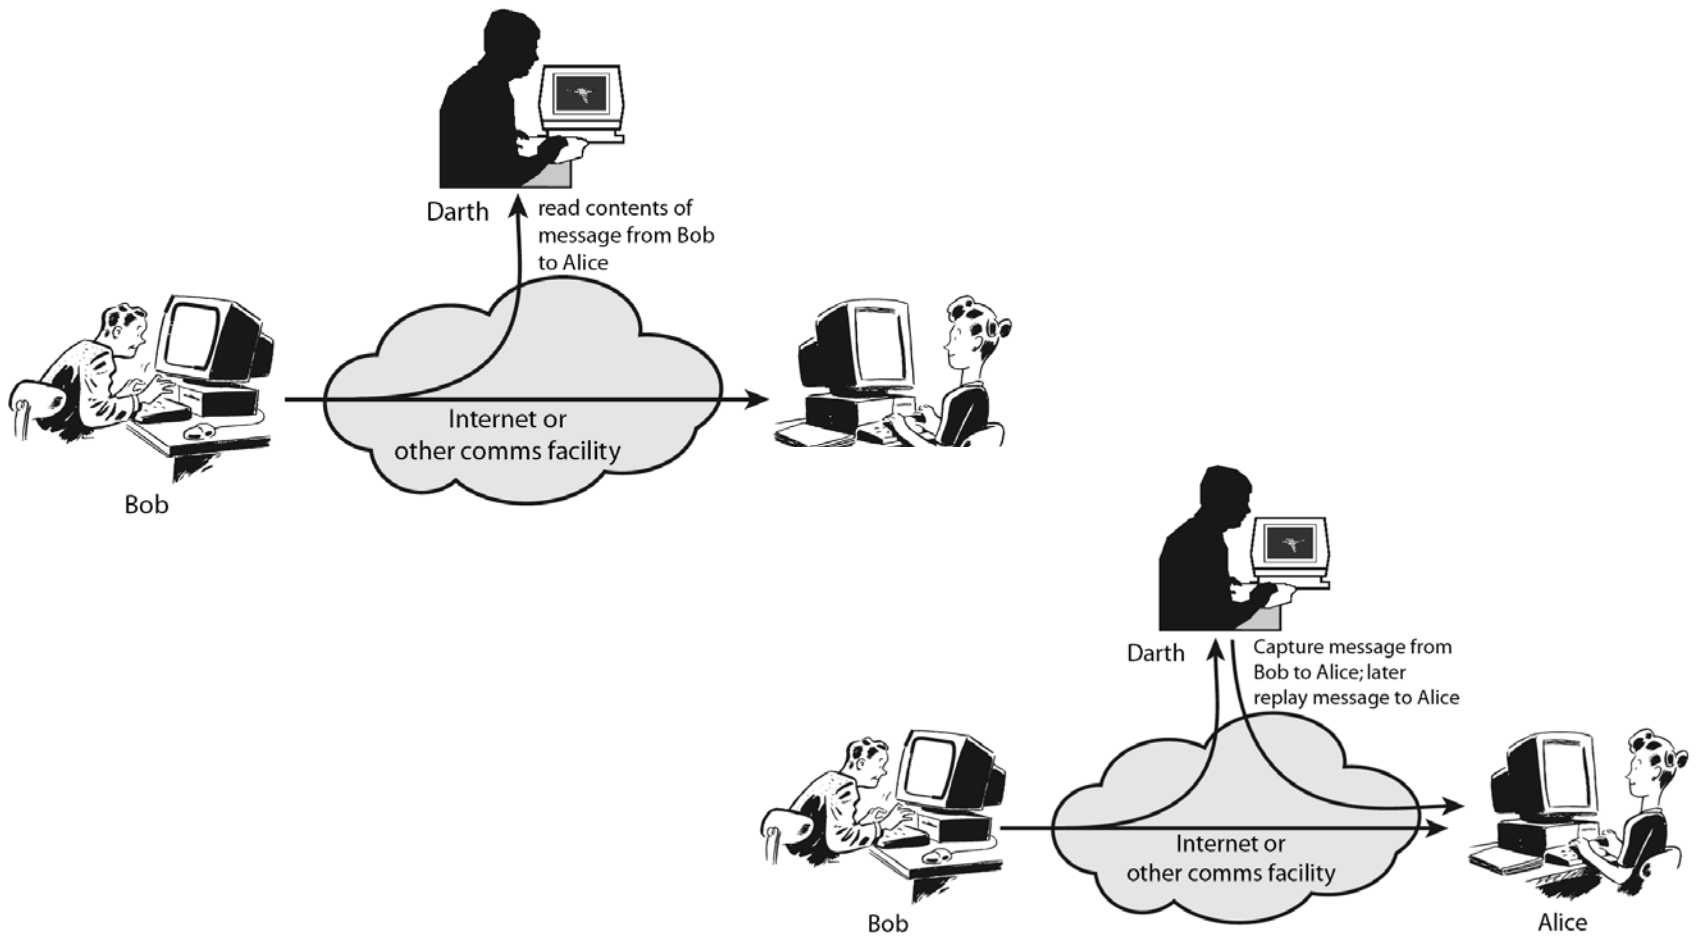 Darth
read contents of
message from Bob
to Alice
Internet or
other comms facility
Bob
Darth
Capture message from
Bob to Alice; later
replay message to Alice
Internet or
other comms facility
Bob
Alice